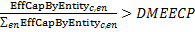 EffCapByEntity_{c,en}
∑_{en} EffCapByEntity_{c,en} > DMEECP